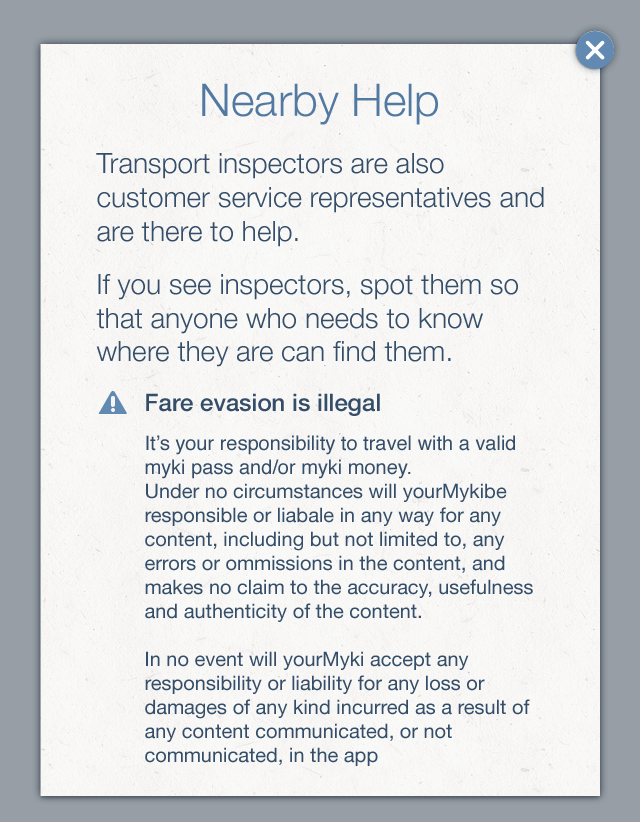 Nearby Help
Transport inspectors are also
customer service representatives and
are there to help.
If you see inspectors, spot them so
that anyone who needs to know
where they are can find them.
Fare evasion is illegal
It’s your responsibility to travel with a valid
myki pass and/or myki money.
Under no circumstances will yourMykibe
responsible or liabale in any way for any
content, including but not limited to, any
errors or ommissions in the content, and
makes no claim to the accuracy, usefulness
and authenticity of the content.
In no event will yourMyki accept any
responsibility or liability for any loss or
damages of any kind incurred as a result of
any content communicated, or not
communicated, in the app